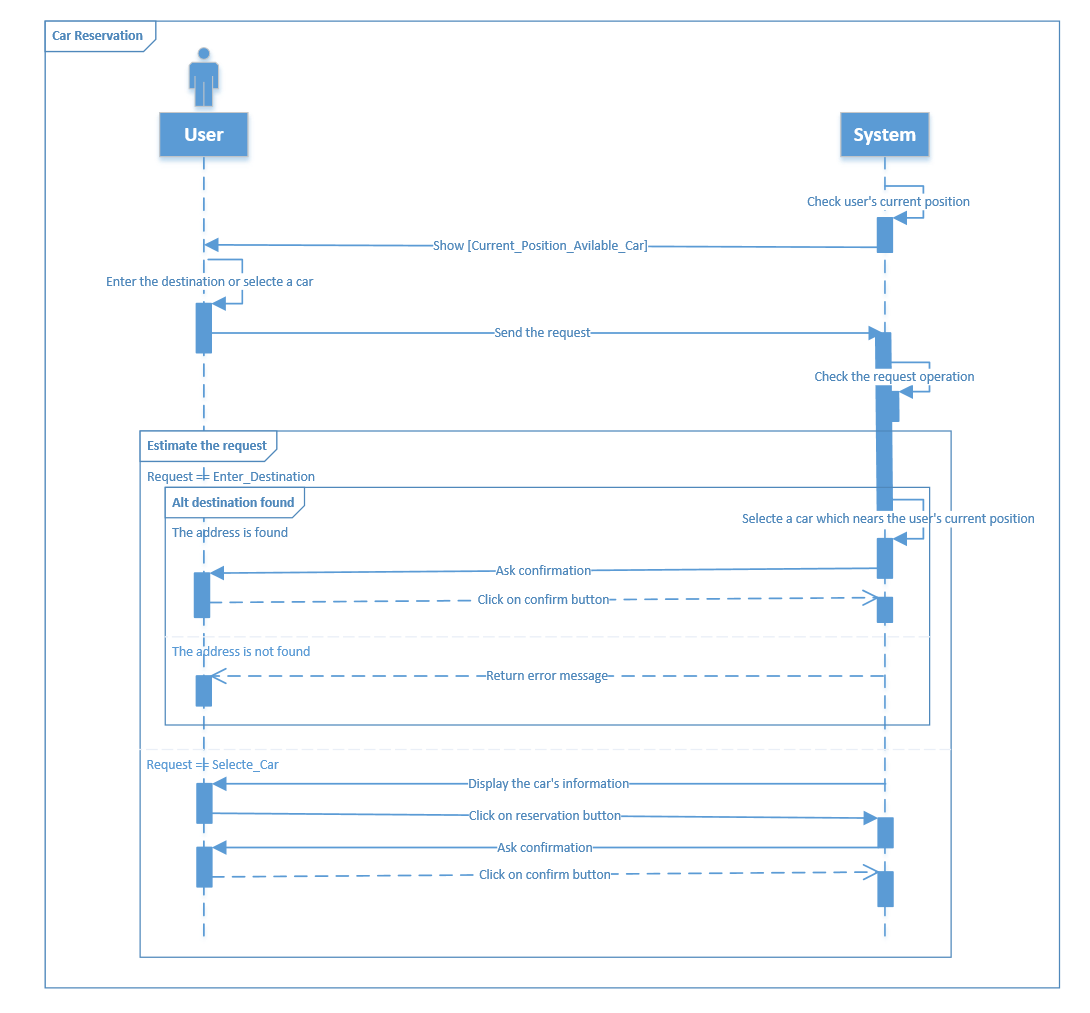 Car Reservation
User
System
Check user's current position
Show [Current_Position_Avilable_Car]
Enter the destination or selecte a car
Send the request
Check the request operation
Estimate the request
Request == Enter_Destination
Alt destination found
Selecte a car which nears the user's current position
The address is found
Ask confirmation
Click on confirm button
The address is not found
Return error message
Request == Selecte_Car
Display the car's information
Click on reservation button
Ask confirmation
Click on confirm button